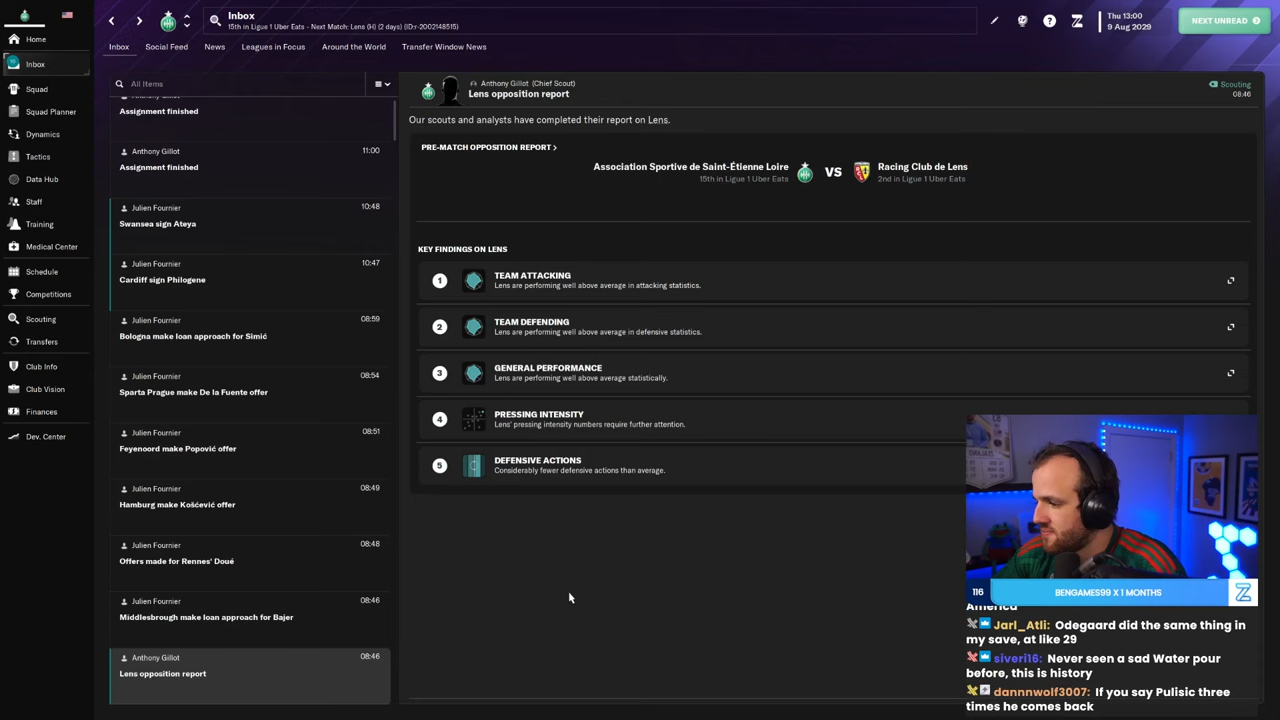 Inbox
15th in Ligue 1 Uber Eats - Next Match: Lens (H) (2 days) (ID:r-2002148515)
Thu 13:00
9 Aug 2029
NEXT UNREAD
Inbox
Social Feed
News
Leagues in Focus
Around the World
Transfer Window News
Home
Inbox
Squad
Squad Planner
Dynamics
Tactics
Data Hub
Staff
Training
Medical Center
Schedule
Competitions
Scouting
Transfers
Club Info
Club Vision
Finances
Dev. Center
All Items
Anthony Gillot
Assignment finished
Anthony Gillot 11:00
Assignment finished
Julien Fournier 10:48
Swansea sign Ateya
Julien Fournier 10:47
Cardiff sign Philogene
Julien Fournier 08:59
Bologna make loan approach for Simić
Julien Fournier 08:54
Sparta Prague make De la Fuente offer
Julien Fournier 08:51
Feyenoord make Popović offer
Julien Fournier 08:49
Hamburg make Košćević offer
Julien Fournier 08:48
Offers made for Rennes' Doué
Julien Fournier 08:46
Middlesbrough make loan approach for Bajer
Anthony Gillot 08:46
Lens opposition report
Anthony Gillot (Chief Scout)
Lens opposition report
Scouting
08:46
Our scouts and analysts have completed their report on Lens.
PRE-MATCH OPPOSITION REPORT
Association Sportive de Saint-Étienne Loire
15th in Ligue 1 Uber Eats
VS
Racing Club de Lens
2nd in Ligue 1 Uber Eats
KEY FINDINGS ON LENS
1 TEAM ATTACKING
Lens are performing well above average in attacking statistics.
2 TEAM DEFENDING
Lens are performing well above average in defensive statistics.
3 GENERAL PERFORMANCE
Lens are performing well above average statistically.
4 PRESSING INTENSITY
Lens' pressing intensity numbers require further attention.
5 DEFENSIVE ACTIONS
Considerably fewer defensive actions than average.
116 BENGAMES99 X 1 MONTHS
America
Jarl_Atli: Odegaard did the same thing in
my save, at like 29
siveri16: Never seen a sad Water pour
before, this is history
dannnwolf3007: If you say Pulisic three
times he comes back